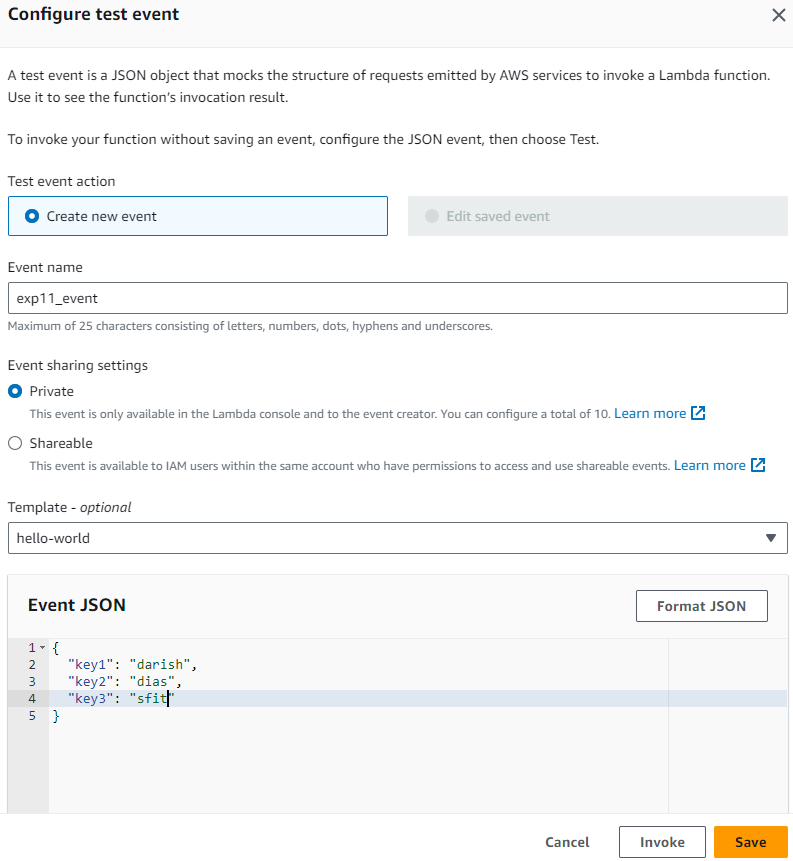 Configure test event
A test event is a JSON object that mocks the structure of requests emitted by AWS services to invoke a Lambda function.
Use it to see the function's invocation result.
To invoke your function without saving an event, configure the JSON event, then choose Test.
Test event action
Create new event
Edit saved event
Event name
exp11_event
Maximum of 25 characters consisting of letters, numbers, dots, hyphens and underscores.
Event sharing settings
Private
This event is only available in the Lambda console and to the event creator. You can configure a total of 10. Learn more
Shareable
This event is available to IAM users within the same account who have permissions to access and use shareable events. Learn more
Template - optional
hello-world
Event JSON
Format JSON
1 {
2 "key1": "darish",
3 "key2": "dias",
4 "key3": "sfit"
5 }
Cancel Invoke Save